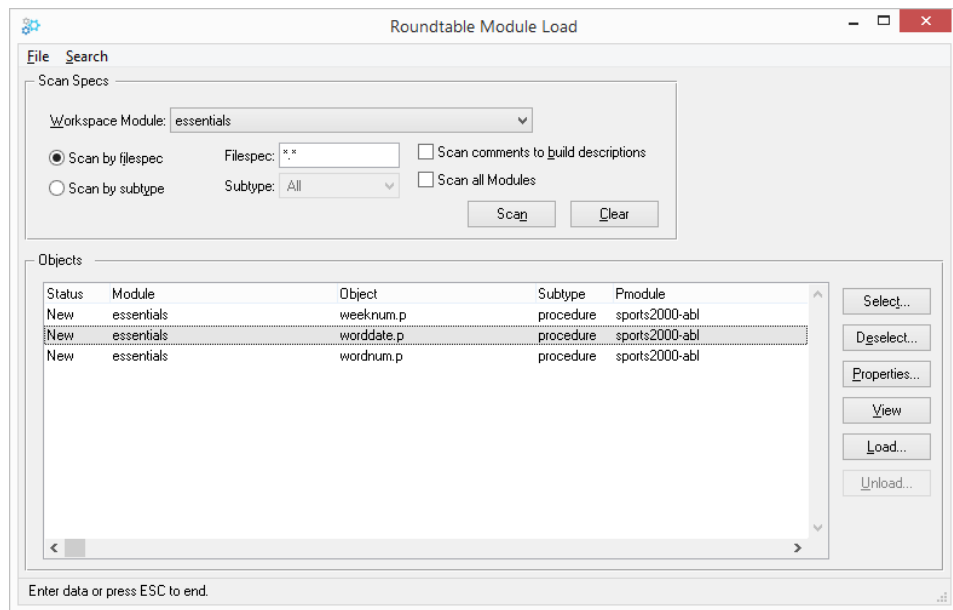 Roundtable Module Load
File Search
Scan Specs
Workspace Module: essentials
Scan by filespec Filespec: *.* Scan comments to build descriptions
Scan by subtype Subtype: All Scan all Modules
Scan Clear
Objects
Status Module Object Subtype Pmodule
New essentials weeknum.p procedure sports2000-abl
New essentials worddate.p procedure sports2000-abl
New essentials wordnum.p procedure sports2000-abl
Select...
Deselect...
Properties...
View
Load...
Unload...
Enter data or press ESC to end.